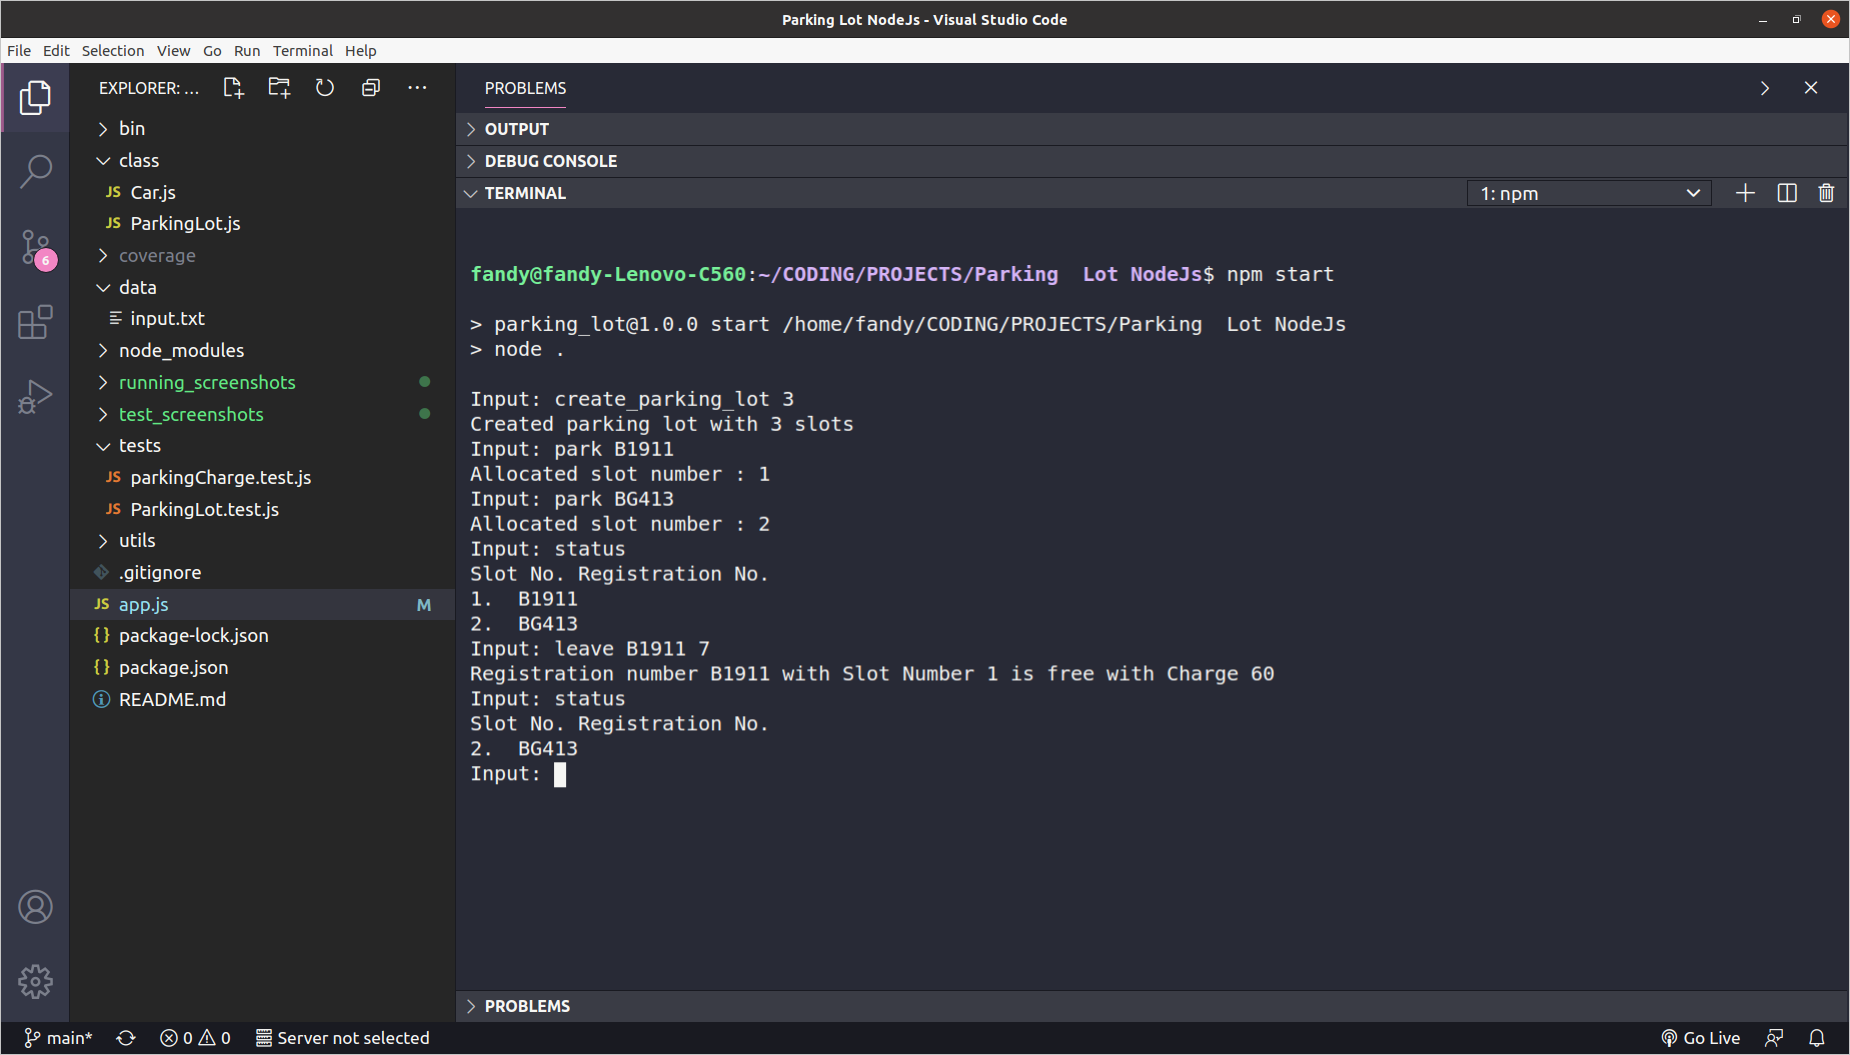 Parking Lot NodeJs - Visual Studio Code
File Edit Selection View Go Run Terminal Help
EXPLORER: ...
bin
class
JS Car.js
JS ParkingLot.js
coverage
data
input.txt
node_modules
running_screenshots
test_screenshots
tests
JS parkingCharge.test.js
JS ParkingLot.test.js
utils
.gitignore
JS app.js M
{} package-lock.json
{} package.json
README.md
6
PROBLEMS
OUTPUT
DEBUG CONSOLE
TERMINAL 1: npm
fandy@fandy-Lenovo-C560:~/CODING/PROJECTS/Parking  Lot NodeJs$ npm start
> parking_lot@1.0.0 start /home/fandy/CODING/PROJECTS/Parking  Lot NodeJs
> node .
Input: create_parking_lot 3
Created parking lot with 3 slots
Input: park B1911
Allocated slot number : 1
Input: park BG413
Allocated slot number : 2
Input: status
Slot No. Registration No.
1.  B1911
2.  BG413
Input: leave B1911 7
Registration number B1911 with Slot Number 1 is free with Charge 60
Input: status
Slot No. Registration No.
2.  BG413
Input:
PROBLEMS
main* 0 0 Server not selected Go Live